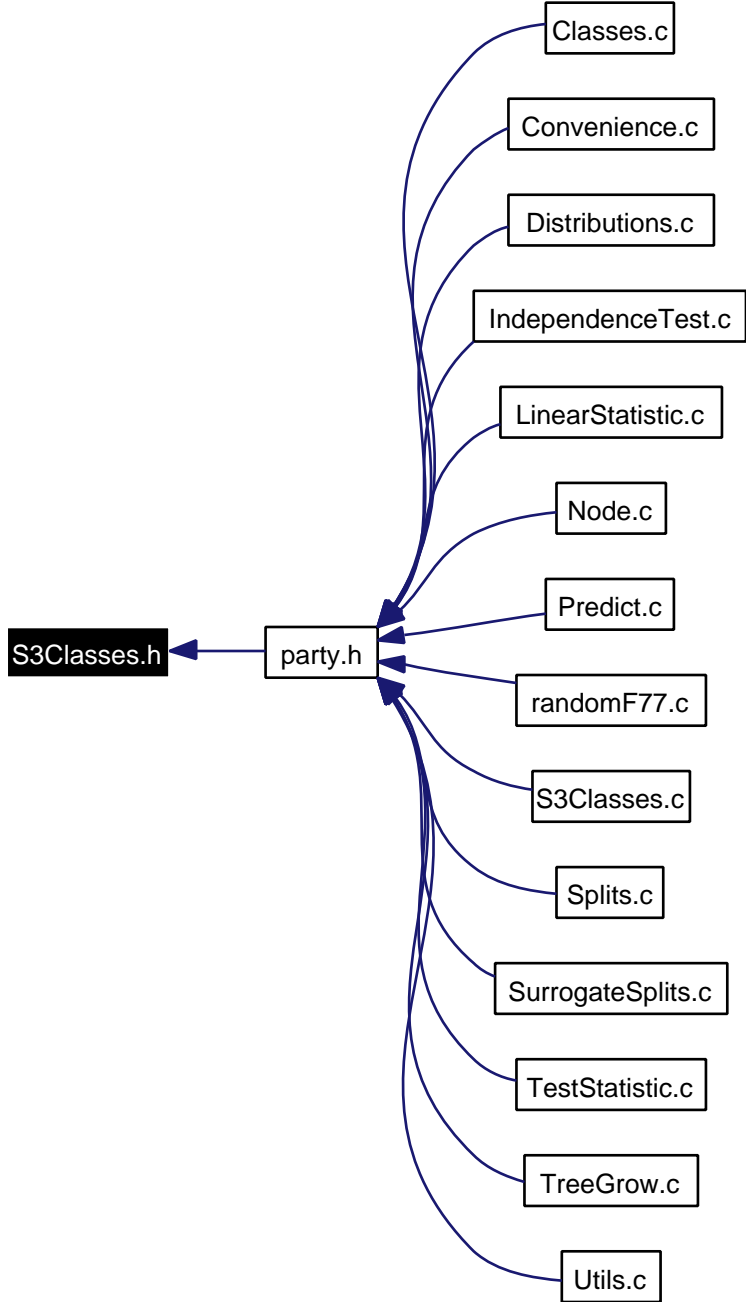 Classes.c
Convenience.c
Distributions.c
IndependenceTest.c
LinearStatistic.c
Node.c
Predict.c
S3Classes.h
party.h
randomF77.c
S3Classes.c
Splits.c
SurrogateSplits.c
TestStatistic.c
TreeGrow.c
Utils.c